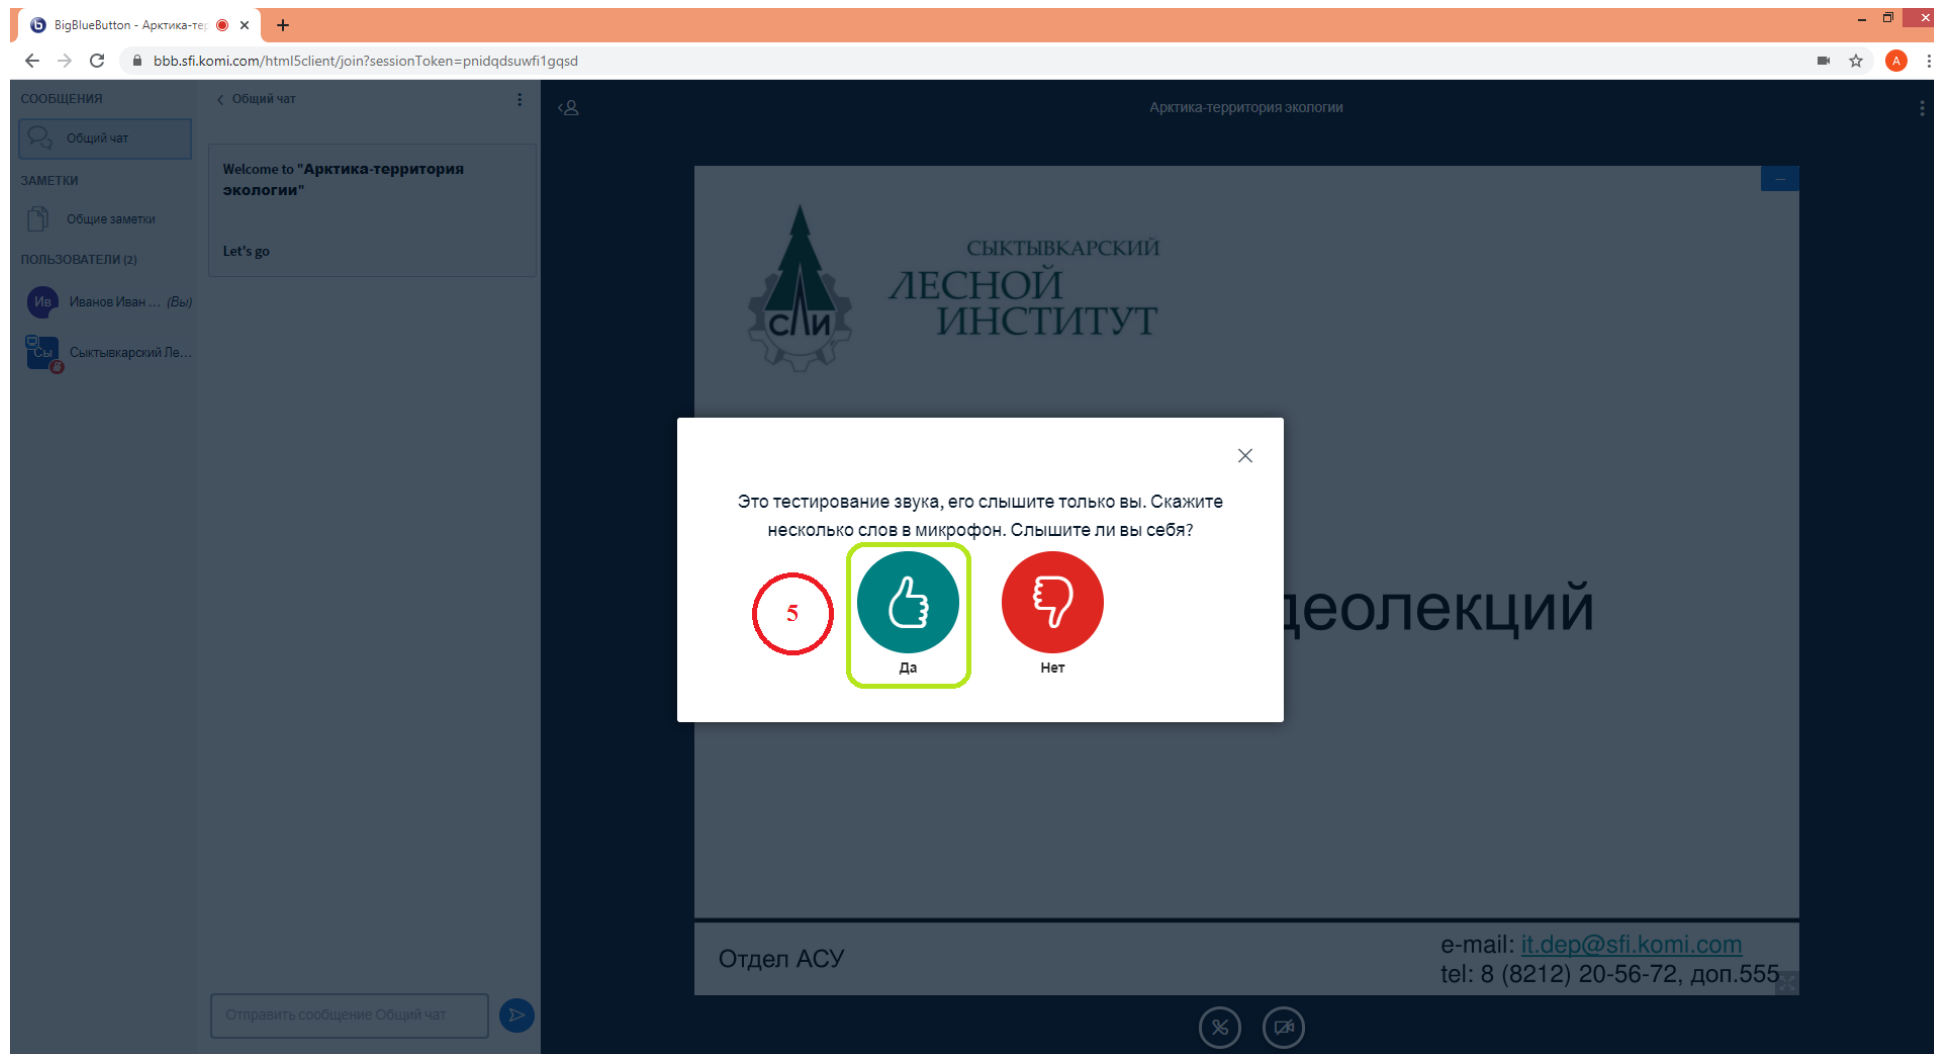 BigBlueButton - Арктика-тер
bbb.sfi.komi.com/html5client/join?sessionToken=pnidqdsuwfi1gqsd
A
СООБЩЕНИЯ
Общий чат
ЗАМЕТКИ
Общие заметки
ПОЛЬЗОВАТЕЛИ (2)
Ив Иванов Иван ... (Вы)
Сы Сыктывкарский Ле...
Общий чат
Welcome to "Арктика-территория
экологии"
Let's go
Отправить сообщение Общий чат
Арктика-территория экологии
СЛИ
СЫКТЫВКАРСКИЙ
ЛЕСНОЙ
ИНСТИТУТ
Это тестирование звука, его слышите только вы. Скажите
несколько слов в микрофон. Слышите ли вы себя?
5
Да
Нет
деолекций
Отдел АСУ
e-mail: it.dep@sfi.komi.com
tel: 8 (8212) 20-56-72, доп.555